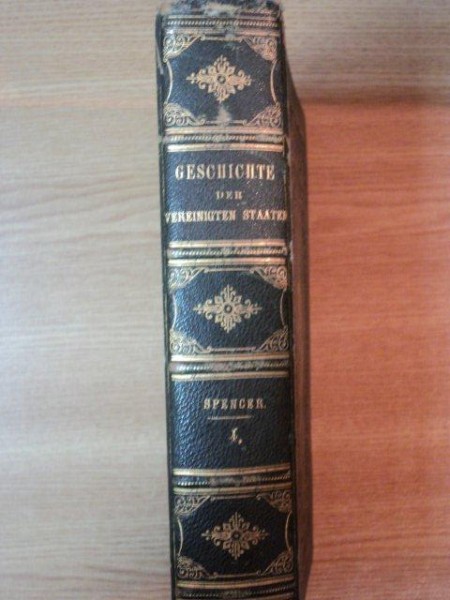 GESCHICHTE
DER
VEREINIGTEN STAATEN
SPENCER.
I.